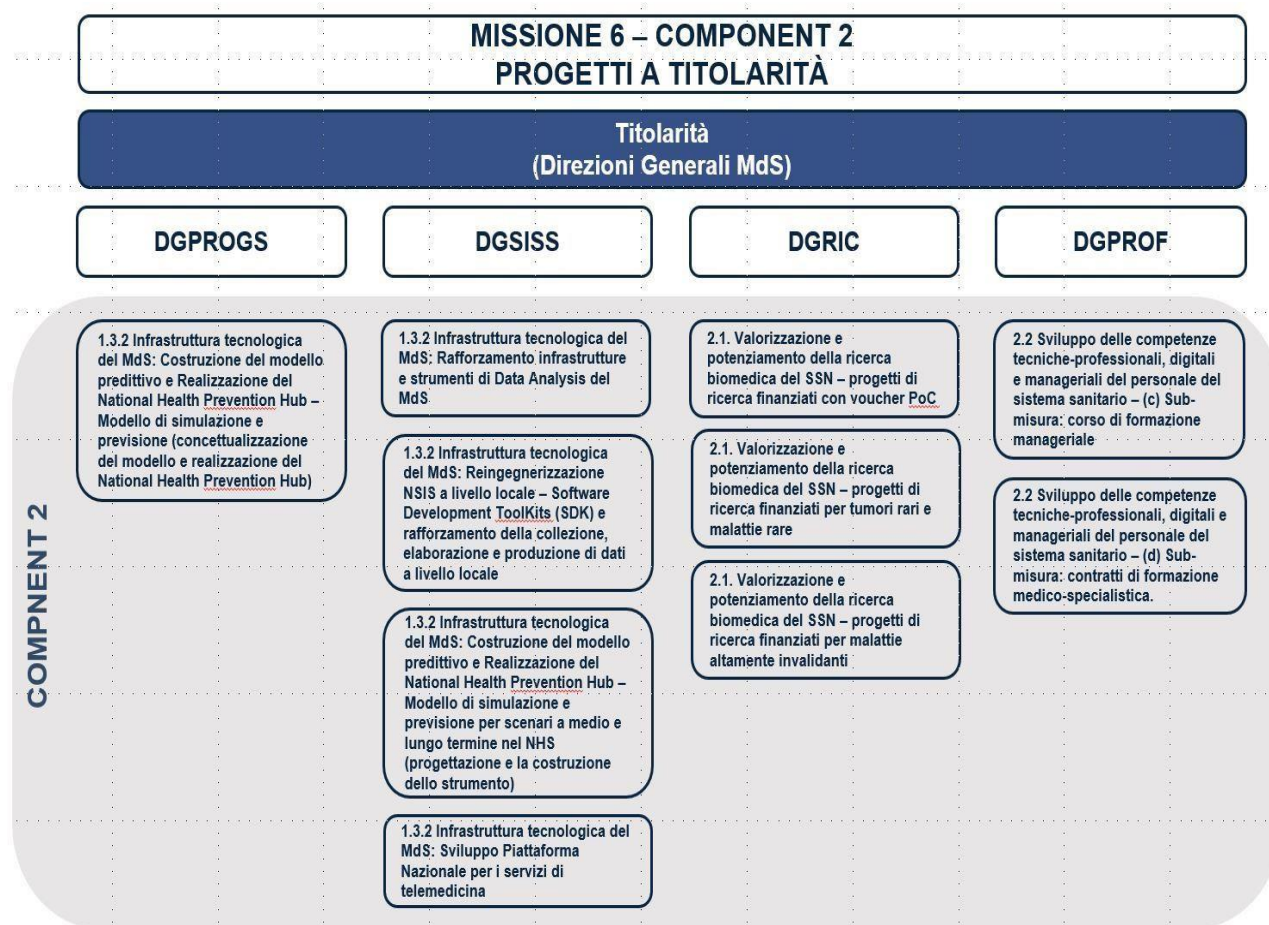 MISSIONE 6 – COMPONENT 2
PROGETTI A TITOLARITÀ
Titolarità
(Direzioni Generali MdS)
DGPROGS
DGSISS
DGRIC
DGPROF
COMPNENT 2
1.3.2 Infrastruttura tecnologica
del MdS: Costruzione del modello
predittivo e Realizzazione del
National Health Prevention Hub –
Modello di simulazione e
previsione (concettualizzazione
del modello e realizzazione del
National Health Prevention Hub)
1.3.2 Infrastruttura tecnologica del
MdS: Rafforzamento infrastrutture
e strumenti di Data Analysis del
MdS
1.3.2 Infrastruttura tecnologica
del MdS: Reingegnerizzazione
NSIS a livello locale – Software
Development ToolKits (SDK) e
rafforzamento della collezione,
elaborazione e produzione di dati
a livello locale
1.3.2 Infrastruttura tecnologica
del MdS: Costruzione del modello
predittivo e Realizzazione del
National Health Prevention Hub –
Modello di simulazione e
previsione per scenari a medio e
lungo termine nel NHS
(progettazione e la costruzione
dello strumento)
1.3.2 Infrastruttura tecnologica del
MdS: Sviluppo Piattaforma
Nazionale per i servizi di
telemedicina
2.1. Valorizzazione e
potenziamento della ricerca
biomedica del SSN – progetti di
ricerca finanziati con voucher PoC
2.1. Valorizzazione e
potenziamento della ricerca
biomedica del SSN – progetti di
ricerca finanziati per tumori rari e
malattie rare
2.1. Valorizzazione e
potenziamento della ricerca
biomedica del SSN – progetti di
ricerca finanziati per malattie
altamente invalidanti
2.2 Sviluppo delle competenze
tecniche-professionali, digitali
e manageriali del personale del
sistema sanitario – (c) Sub-
misura: corso di formazione
manageriale
2.2 Sviluppo delle competenze
tecniche-professionali, digitali e
manageriali del personale del
sistema sanitario – (d) Sub-
misura: contratti di formazione
medico-specialistica.